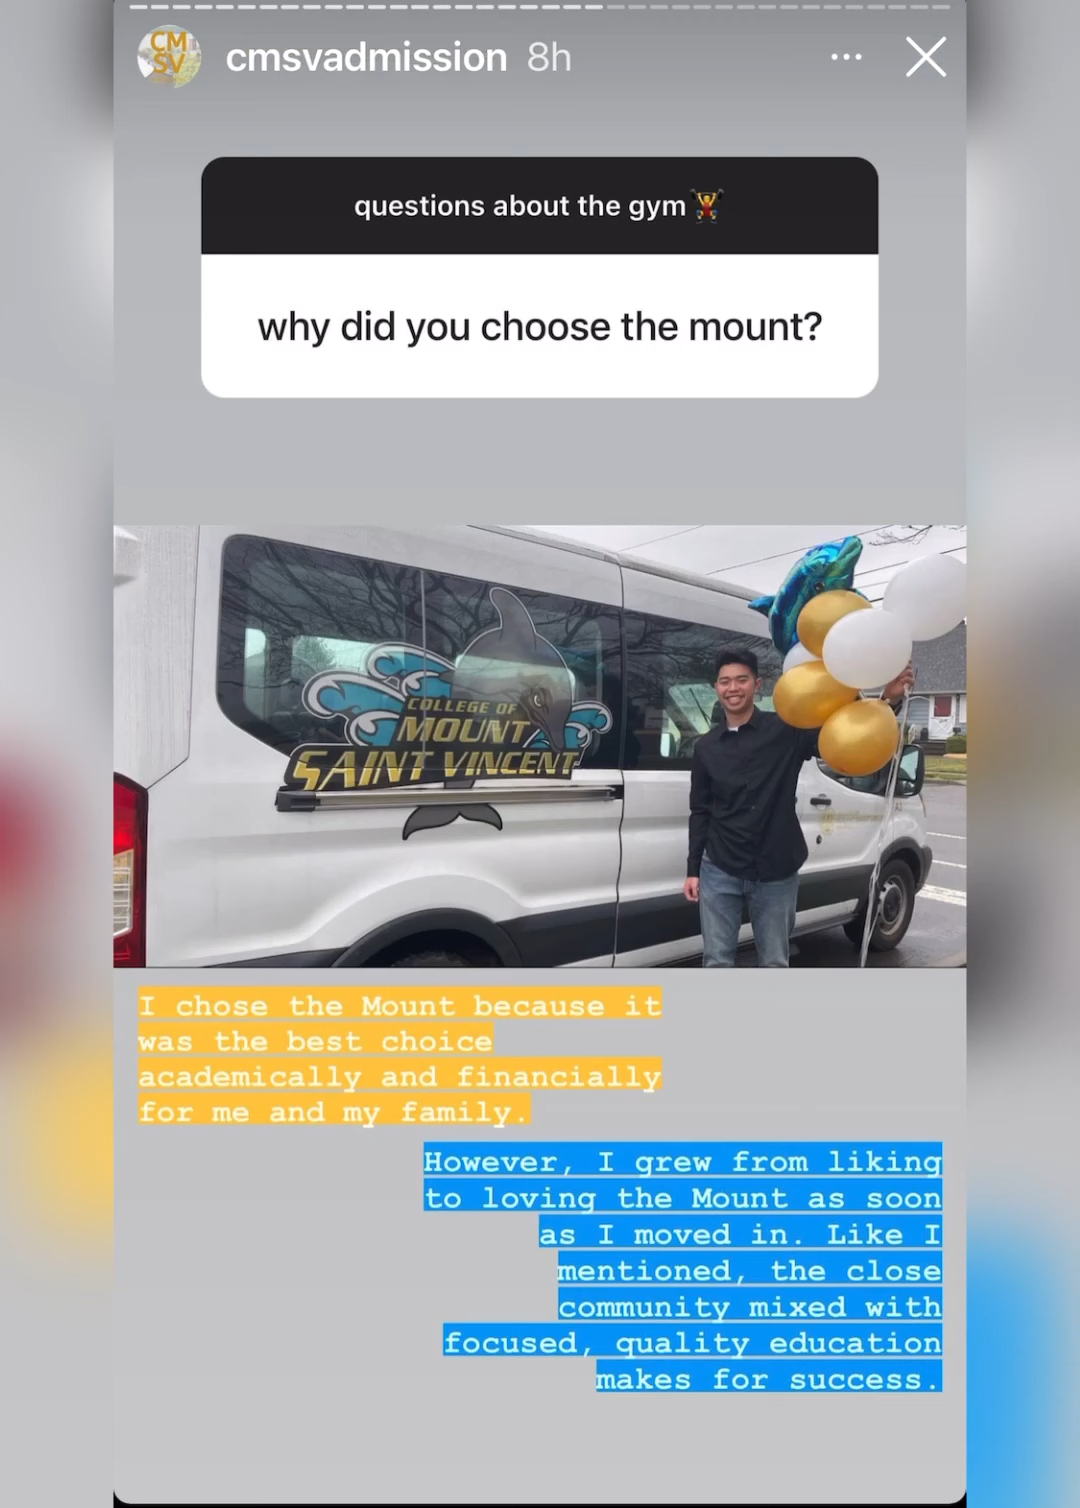 CM
SV
cmsvadmission 8h
questions about the gym🏋️
why did you choose the mount?
COLLEGE OF
MOUNT
SAINT VINCENT
I chose the Mount because it
was the best choice
academically and financially
for me and my family.
However, I grew from liking
to loving the Mount as soon
as I moved in. Like I
mentioned, the close
community mixed with
focused, quality education
makes for success.